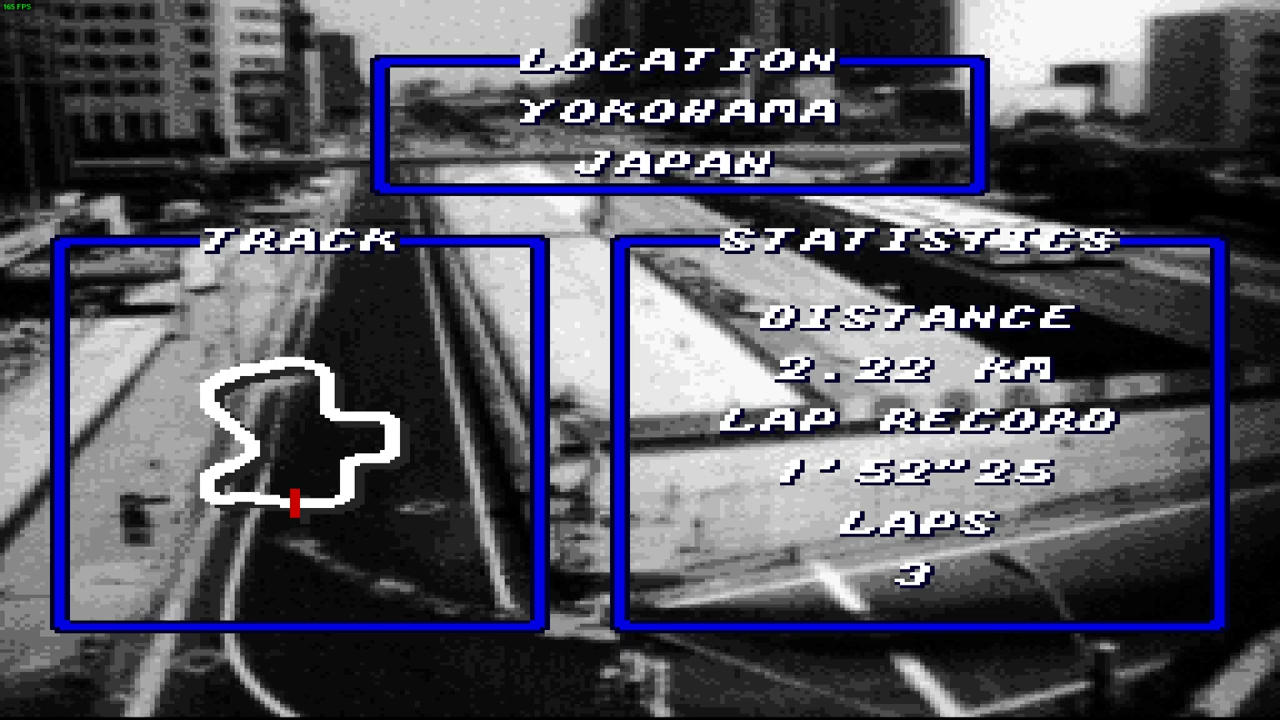 165 FPS
LOCATION
YOKOHAMA
JAPAN
TRACK
STATISTICS
DISTANCE
2.22 KM
LAP RECORD
1'52"25
LAPS
3